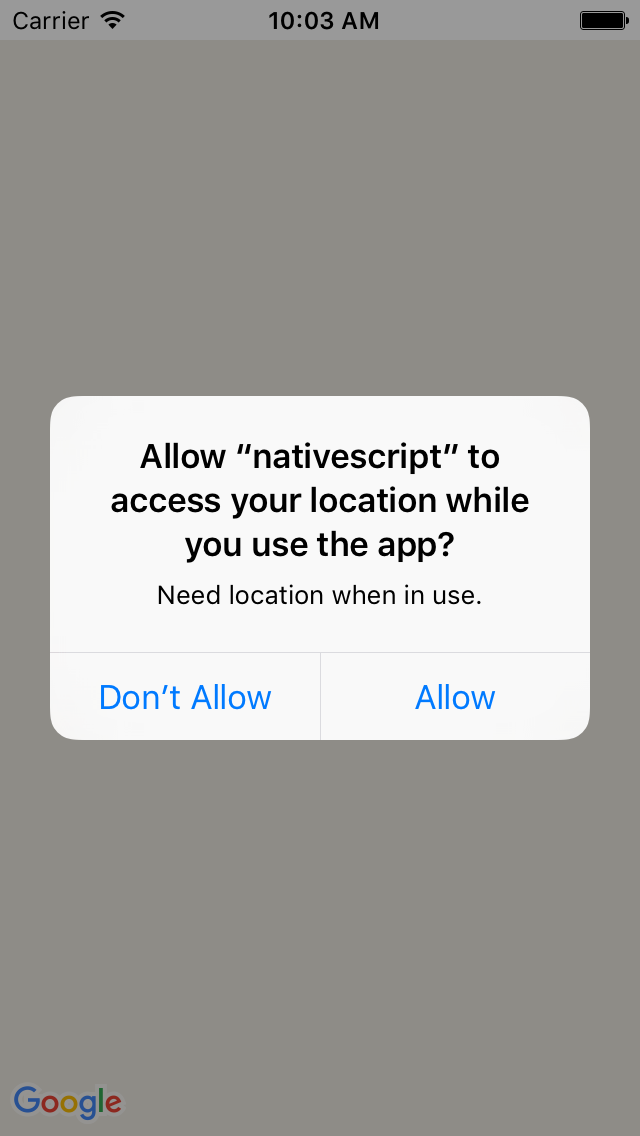 Carrier 10:03 AM
Allow “nativescript” to
access your location while
you use the app?
Need location when in use.
Don’t Allow Allow
Google